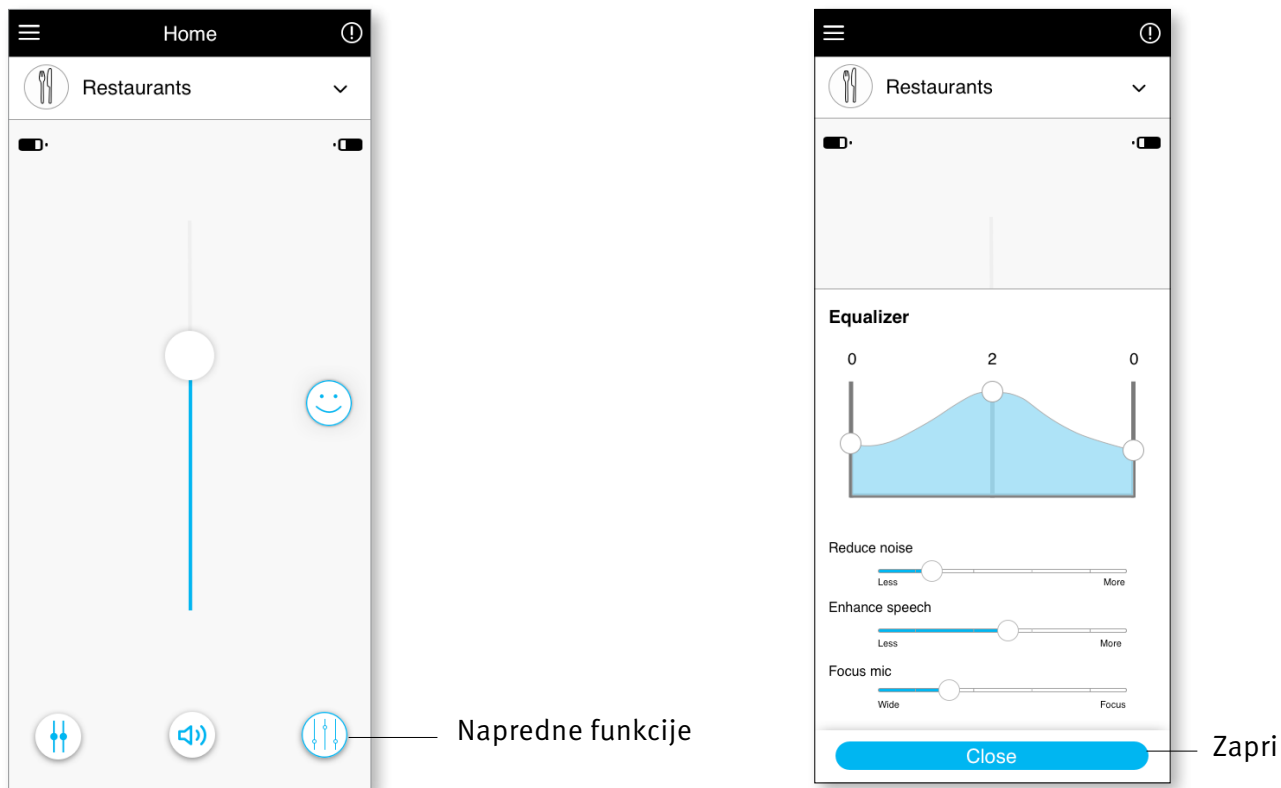 Home
Restaurants
Napredne funkcije
Restaurants
Equalizer
0 2 0
Reduce noise
Less More
Enhance speech
Less More
Focus mic
Wide Focus
Close
Zapri